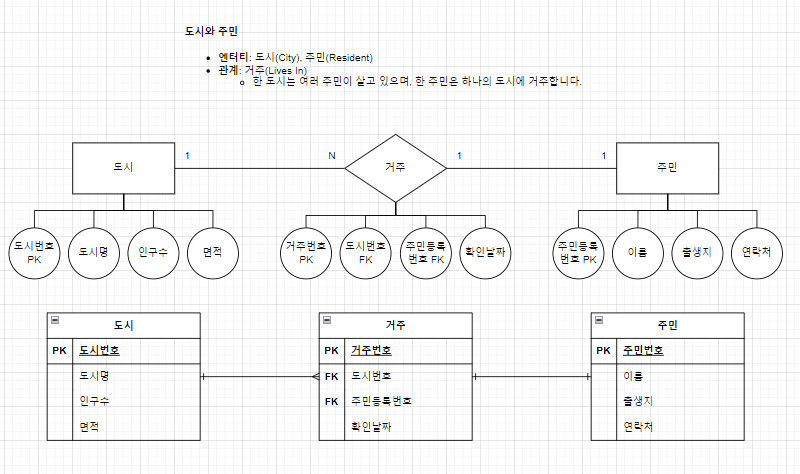 도시와 주민
엔터티: 도시(City), 주민(Resident)
관계: 거주(Lives In)
한 도시는 여러 주민이 살고 있으며, 한 주민은 하나의 도시에 거주합니다.
도시 1 N 거주 1 1 주민
도시번호 PK
도시명
인구수
면적
거주번호 PK
도시번호 FK
주민등록번호 FK
확인날짜
주민등록번호 PK
이름
출생지
연락처
도시
PK 도시번호
도시명
인구수
면적
거주
PK 거주번호
FK 도시번호
FK 주민등록번호
확인날짜
주민
PK 주민번호
이름
출생지
연락처